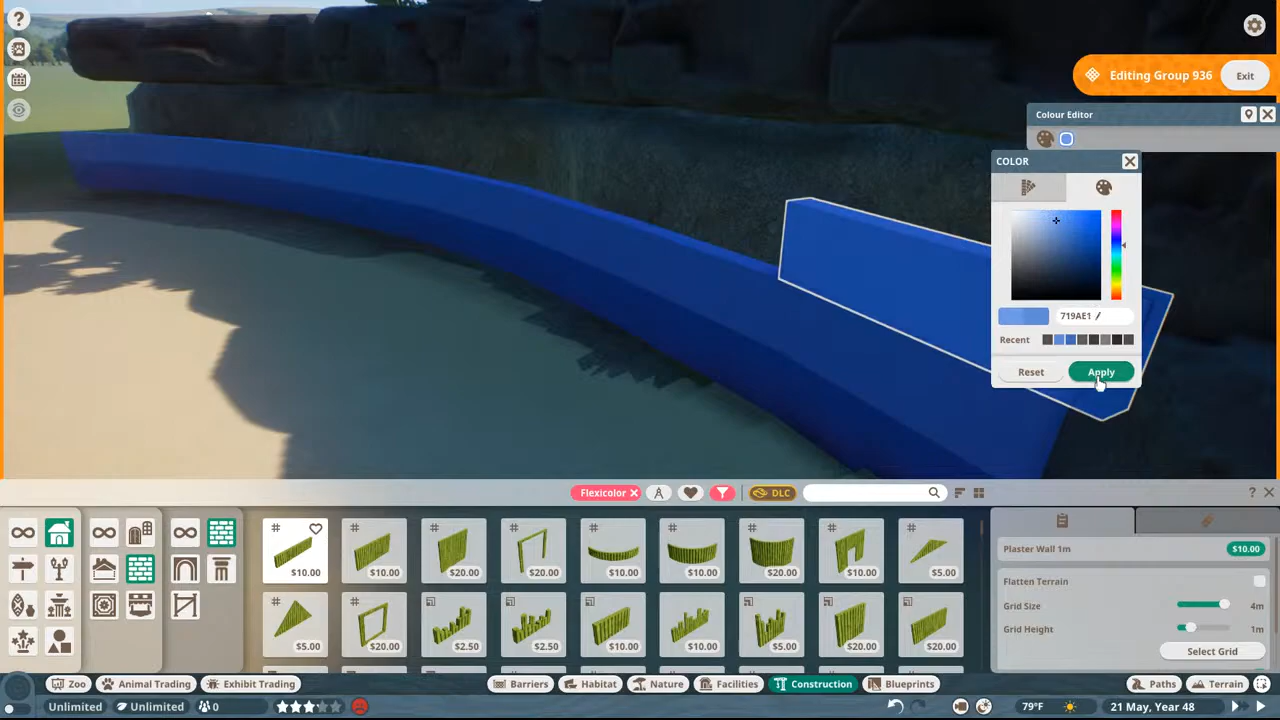 ?
Editing Group 936
Exit
Colour Editor
COLOR
719AE1
Recent
Reset
Apply
Flexicolor
DLC
?
$10.00
$10.00
$20.00
$20.00
$10.00
$10.00
$20.00
$10.00
$5.00
$5.00
$20.00
$2.50
$2.50
$10.00
$10.00
$5.00
$20.00
$20.00
Plaster Wall 1m
$10.00
Flatten Terrain
Grid Size
4m
Grid Height
1m
Select Grid
Zoo
Animal Trading
Exhibit Trading
Barriers
Habitat
Nature
Facilities
Construction
Blueprints
Paths
Terrain
Unlimited
Unlimited
0
79°F
21 May, Year 48